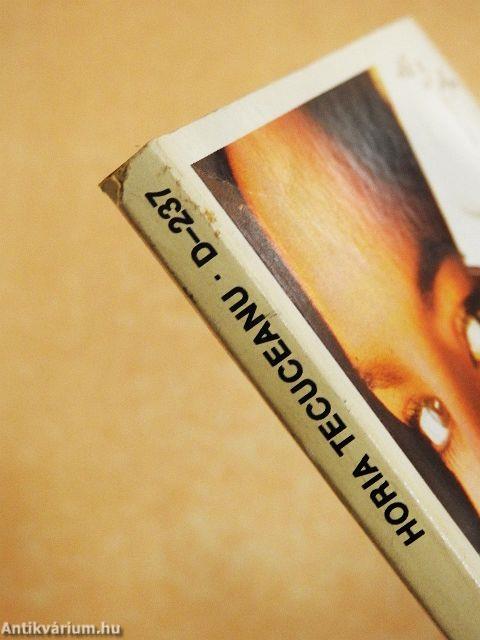 HORIA TECUCEANU · D–237
Antikvárium.hu